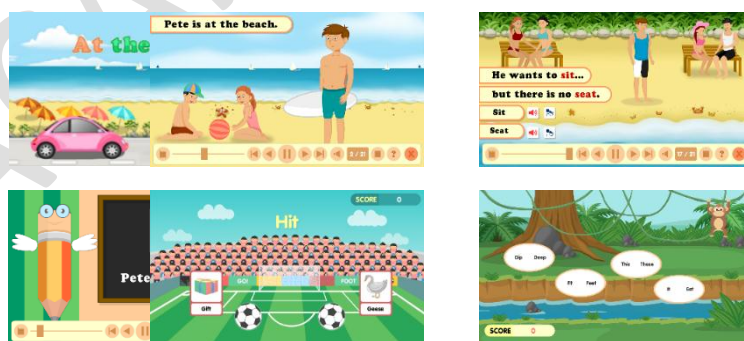 At the
Pete is at the beach.
3 / 31
?
He wants to sit...
but there is no seat.
Sit
Seat
17 / 31
?
Pete
SCORE 0
Hit
GO!
FOOT
Gift
Geese
Dip Deep
This These
Fit Feet
It Eat
SCORE 0